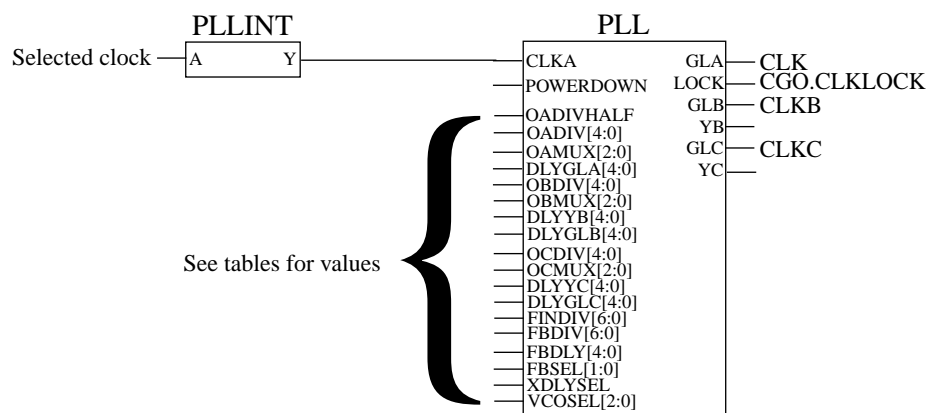 PLLINT
PLL
Selected clock
A
Y
CLKA
GLA
CLK
POWERDOWN
LOCK
CGO.CLKLOCK
GLB
CLKB
OADIVHALF
YB
OADIV[4:0]
GLC
CLKC
OAMUX[2:0]
YC
DLYGLA[4:0]
OBDIV[4:0]
OBMUX[2:0]
DLYYB[4:0]
DLYGLB[4:0]
See tables for values
OCDIV[4:0]
OCMUX[2:0]
DLYYC[4:0]
DLYGLC[4:0]
FINDIV[6:0]
FBDIV[6:0]
FBDLY[4:0]
FBSEL[1:0]
XDLYSEL
VCOSEL[2:0]